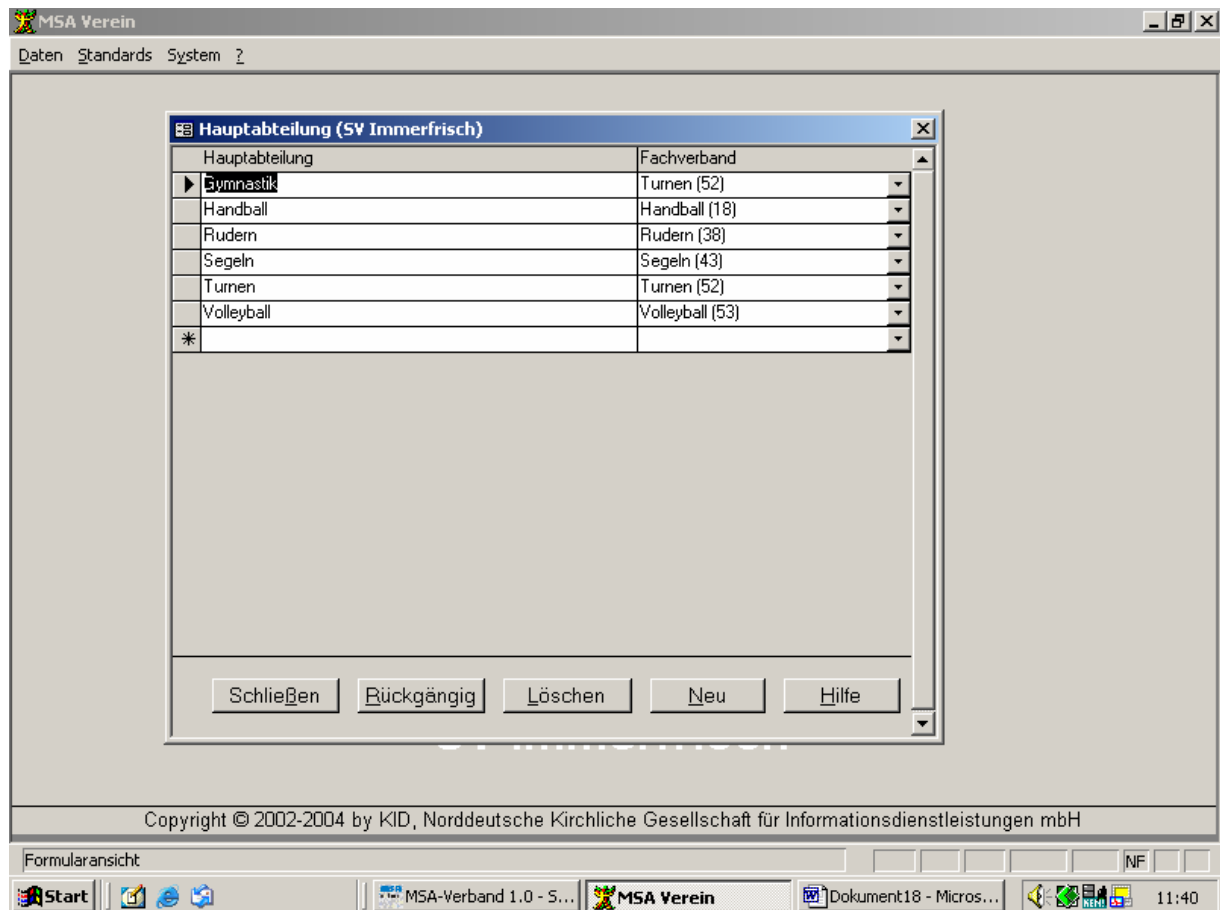 MSA Verein
Daten Standards System ?
Hauptabteilung (SV Immerfrisch)
Hauptabteilung Fachverband
Gymnastik Turnen (52)
Handball Handball (18)
Rudern Rudern (38)
Segeln Segeln (43)
Turnen Turnen (52)
Volleyball Volleyball (53)
Schließen Rückgängig Löschen Neu Hilfe
Copyright © 2002-2004 by KID, Norddeutsche Kirchliche Gesellschaft für Informationsdienstleistungen mbH
Formularansicht NF
Start MSA-Verband 1.0 - S... MSA Verein Dokument18 - Micros... 11:40